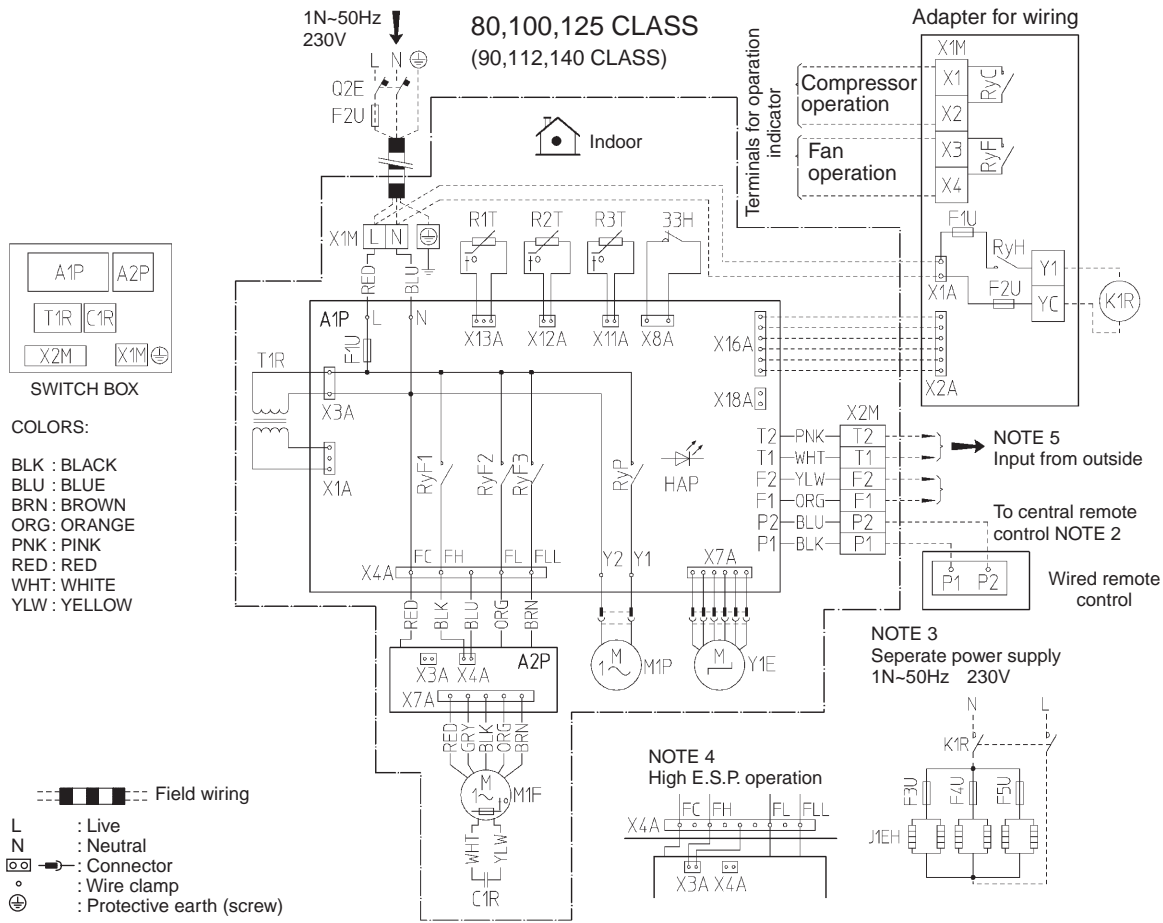 1N~50Hz
230V
L N
Q2E
F2U
80,100,125 CLASS
(90,112,140 CLASS)
Indoor
Terminals for oparation
indicator
Compressor
operation
Fan
operation
Adapter for wiring
X1M
X1
X2
X3
X4
RyC
RyF
F1U
RyH
F2U
X1A
Y1
YC
K1R
X2A
X1M L N
RED
BLU
R1T
R2T
R3T
33H
A1P
L
N
F1U
X13A
X12A
X11A
X8A
X16A
X18A
T1R
X3A
X1A
RyF1
RyF2
RyF3
RyP
HAP
T2 PNK
T1 WHT
F2 YLW
F1 ORG
P2 BLU
P1 BLK
X2M
T2
T1
F2
F1
P2
P1
NOTE 5
Input from outside
To central remote
control NOTE 2
P1 P2
Wired remote
control
X4A
FC
FH
FL
FLL
Y2
Y1
X7A
RED
BLK
BLU
ORG
BRN
A2P
X3A
X4A
X7A
M
1~
M1P
M
Y1E
RED
GRY
BLK
ORG
BRN
M
1~
M1F
WHT
YLW
C1R
A1P
A2P
T1R
C1R
X2M
X1M
SWITCH BOX
COLORS:
BLK : BLACK
BLU : BLUE
BRN : BROWN
ORG : ORANGE
PNK : PINK
RED : RED
WHT : WHITE
YLW : YELLOW
Field wiring
L : Live
N : Neutral
: Connector
: Wire clamp
: Protective earth (screw)
NOTE 4
High E.S.P. operation
X4A
FC
FH
FL
FLL
X3A
X4A
NOTE 3
Seperate power supply
1N~50Hz 230V
N
L
K1R
F3U
F4U
F5U
J1EH